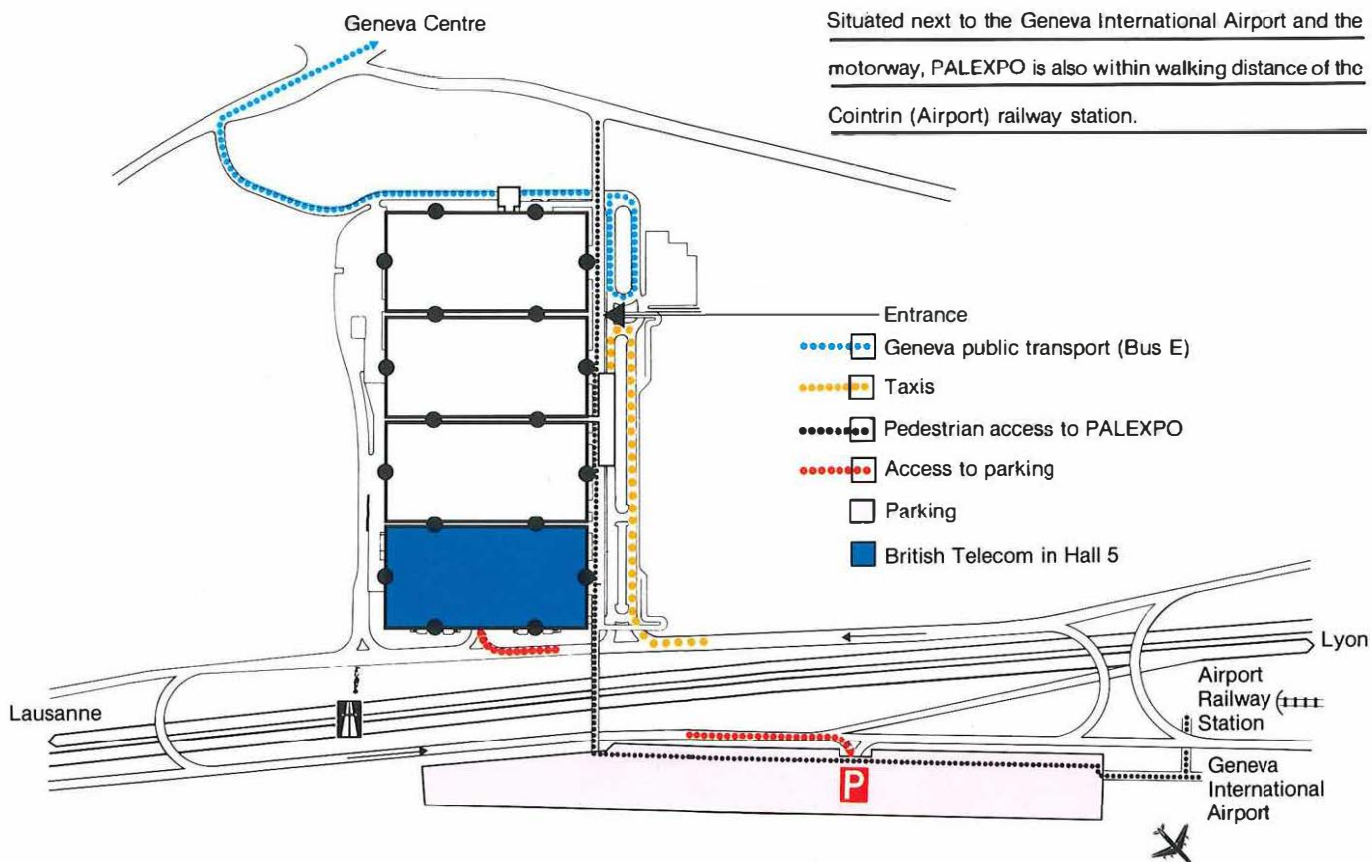 Geneva Centre
Situated next to the Geneva International Airport and the
motorway, PALEXPO is also within walking distance of the
Cointrin (Airport) railway station.
Entrance
Geneva public transport (Bus E)
Taxis
Pedestrian access to PALEXPO
Access to parking
Parking
British Telecom in Hall 5
Lyon
Airport
Railway
Station
Lausanne
P
Geneva
International
Airport